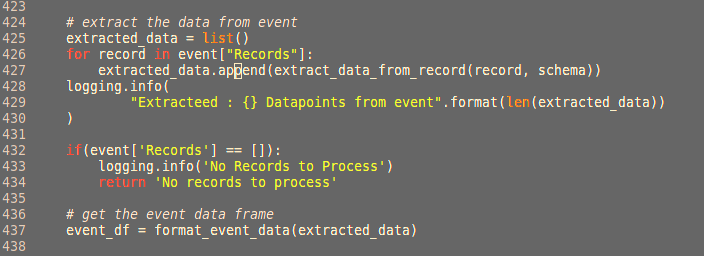 423
424     # extract the data from event
425     extracted_data = list()
426     for record in event["Records"]:
427         extracted_data.append(extract_data_from_record(record, schema))
428     logging.info(
429             "Extracteed : {} Datapoints from event".format(len(extracted_data))
430     )
431
432     if(event['Records'] == []):
433         logging.info('No Records to Process')
434         return 'No records to process'
435
436     # get the event data frame
437     event_df = format_event_data(extracted_data)
438